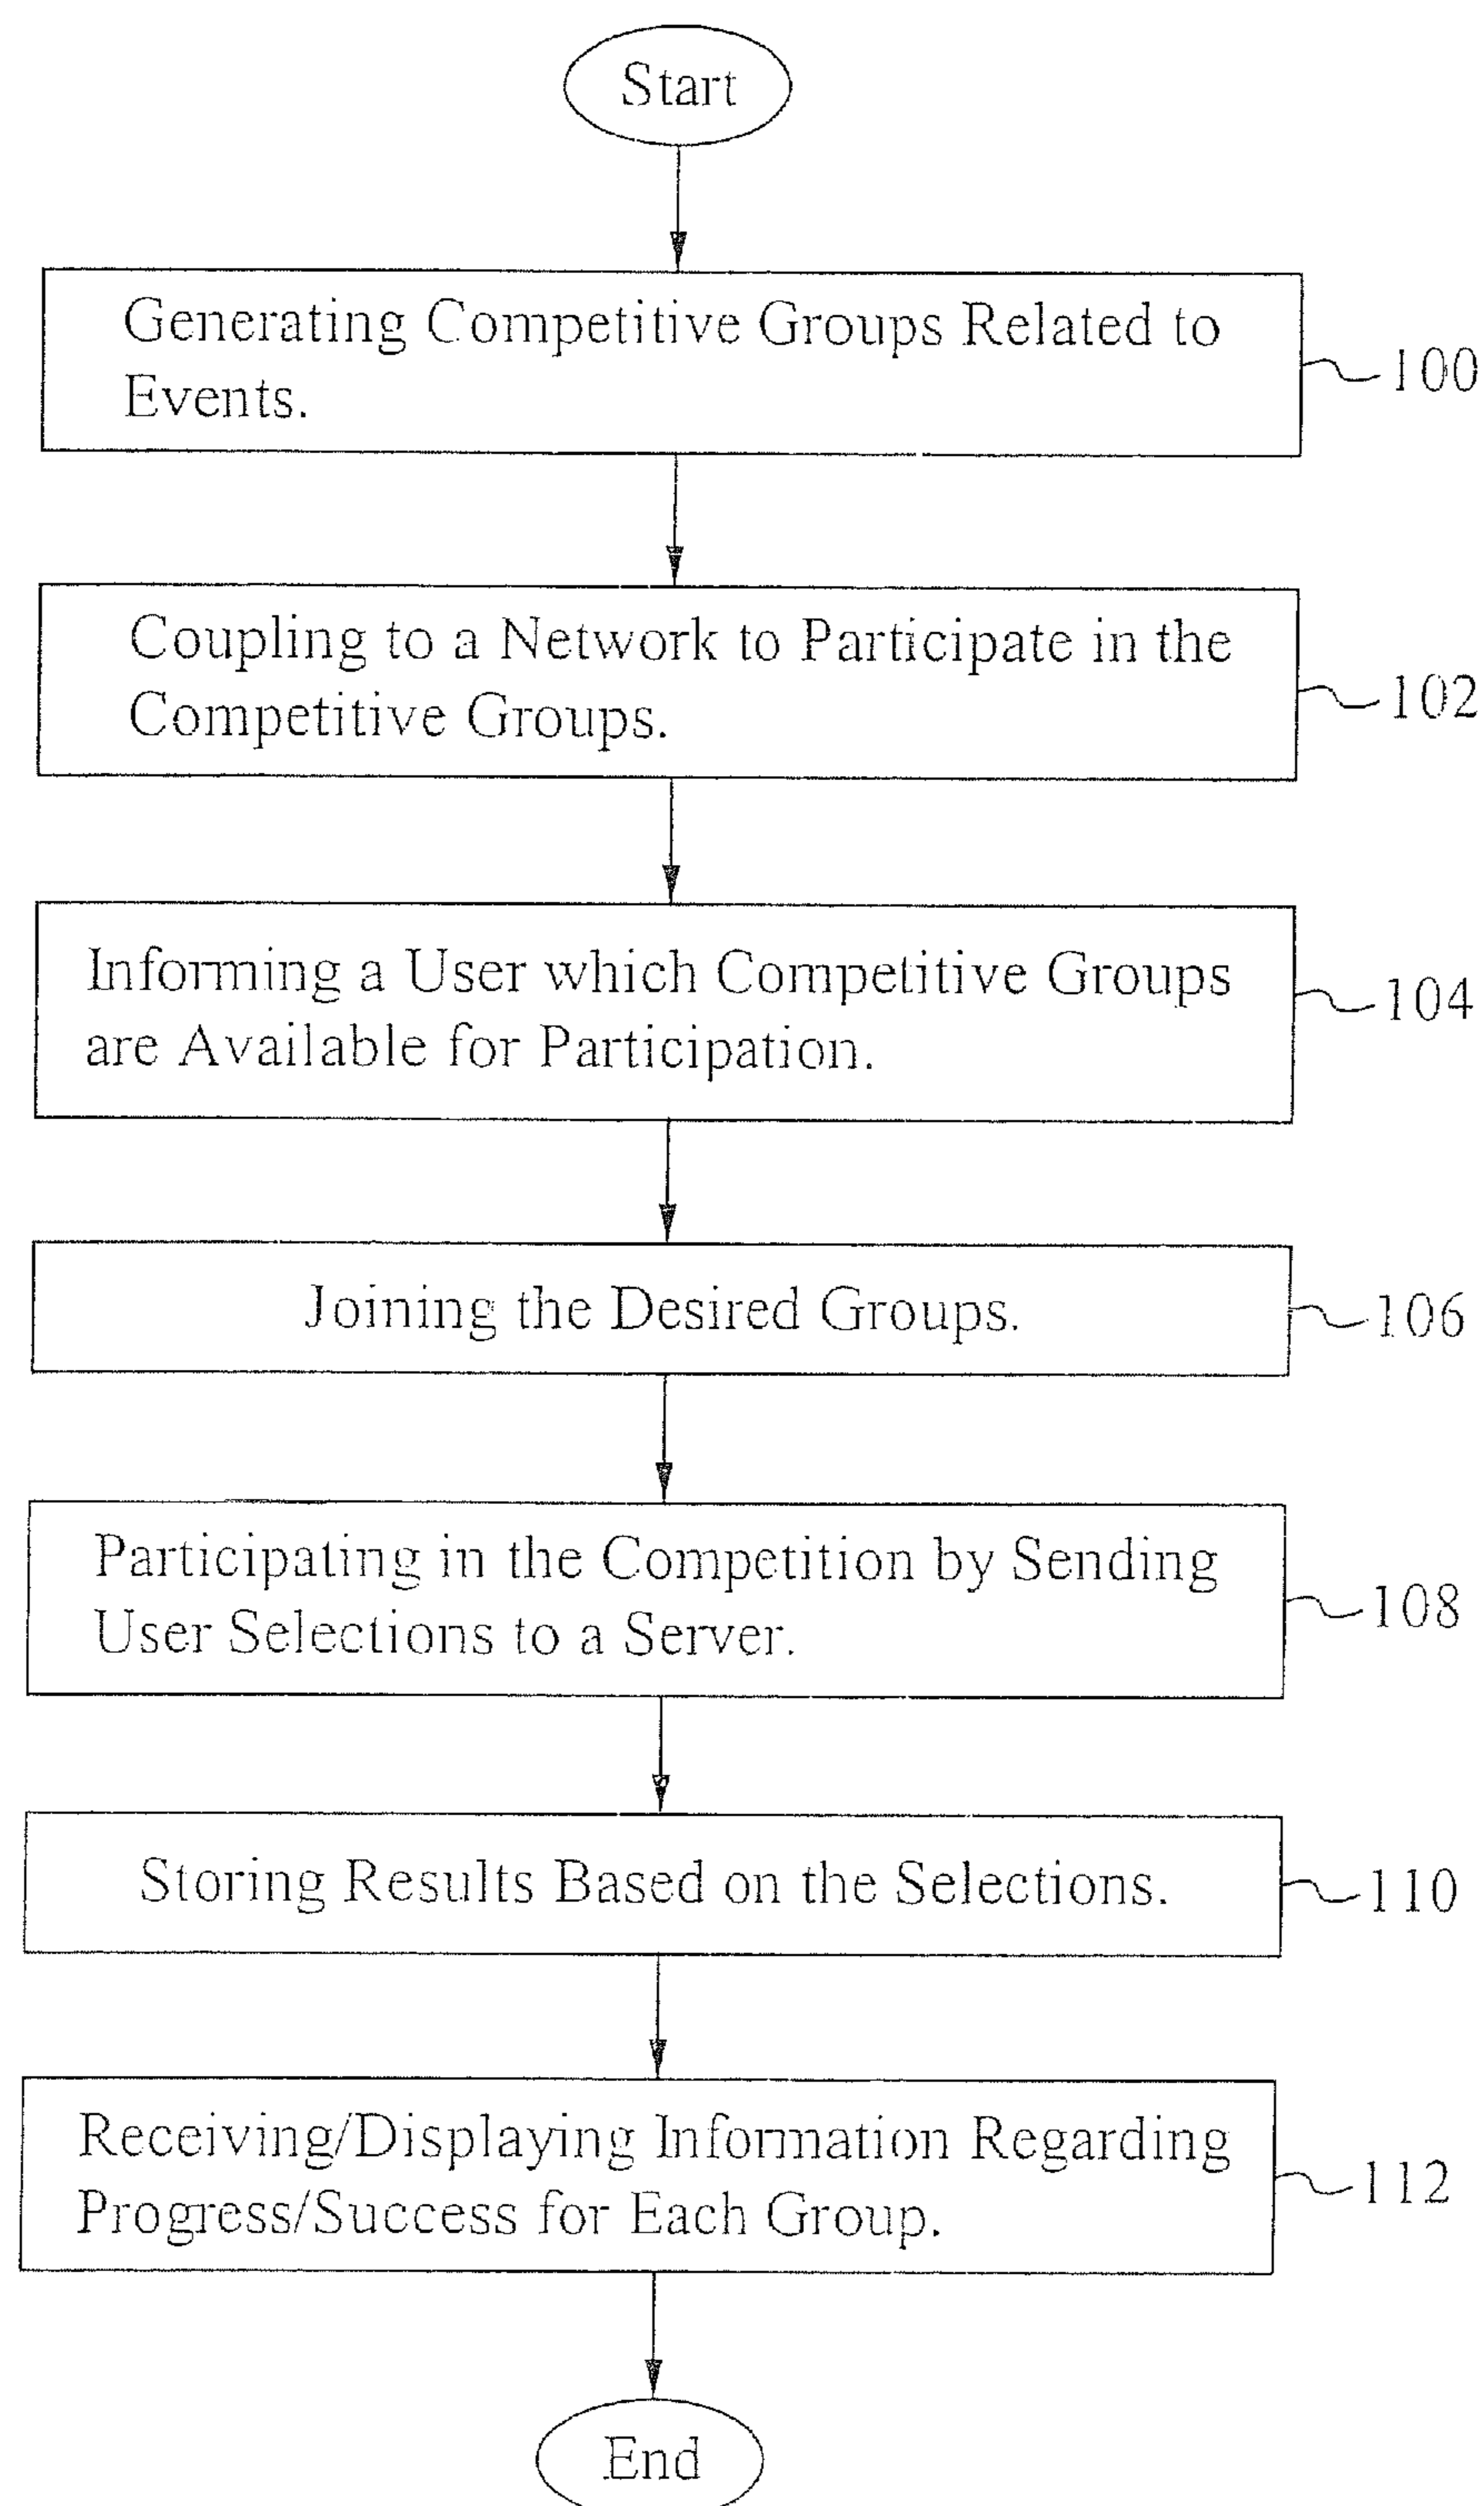 Start
Generating Competitive Groups Related to
Events.
100
Coupling to a Network to Participate in the
Competitive Groups.
102
Informing a User which Competitive Groups
are Available for Participation.
104
Joining the Desired Groups.
106
Participating in the Competition by Sending
User Selections to a Server.
108
Storing Results Based on the Selections.
110
Receiving/Displaying Information Regarding
Progress/Success for Each Group.
112
End